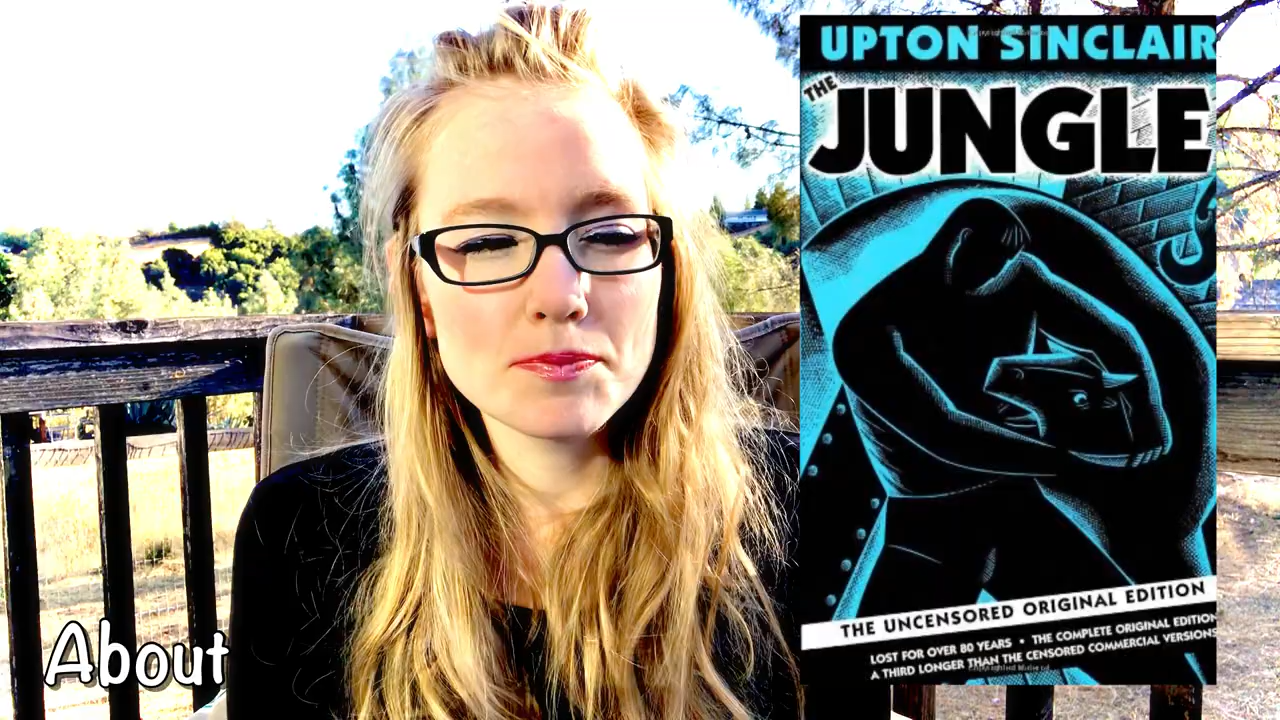 UPTON SINCLAIR
THE
JUNGLE
THE UNCENSORED ORIGINAL EDITION
LOST FOR OVER 80 YEARS • THE COMPLETE ORIGINAL EDITION
A THIRD LONGER THAN THE CENSORED COMMERCIAL VERSIONS
About